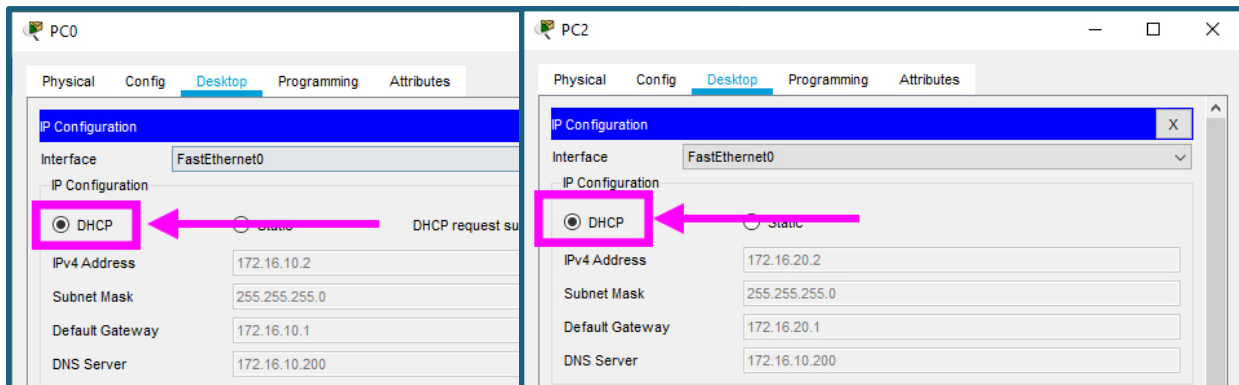 PC0
Physical Config Desktop Programming Attributes
IP Configuration
Interface FastEthernet0
IP Configuration
DHCP Static DHCP request su
IPv4 Address 172.16.10.2
Subnet Mask 255.255.255.0
Default Gateway 172.16.10.1
DNS Server 172.16.10.200
PC2
Physical Config Desktop Programming Attributes
IP Configuration X
Interface FastEthernet0
IP Configuration
DHCP Static
IPv4 Address 172.16.20.2
Subnet Mask 255.255.255.0
Default Gateway 172.16.20.1
DNS Server 172.16.10.200